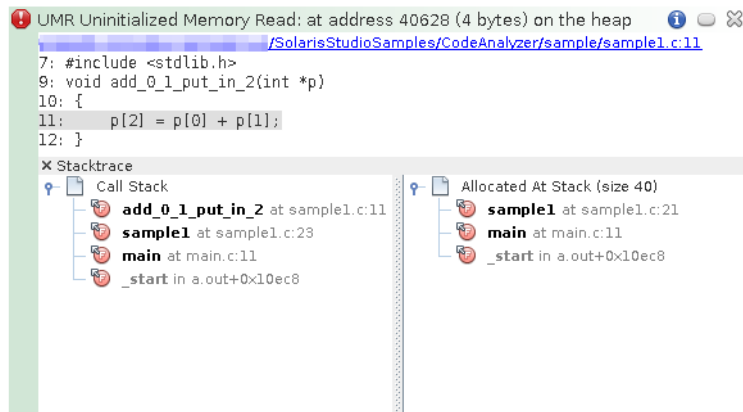 UMR Uninitialized Memory Read: at address 40628 (4 bytes) on the heap
/SolarisStudioSamples/CodeAnalyzer/sample/sample1.c:11
7: #include <stdlib.h>
9: void add_0_1_put_in_2(int *p)
10: {
11: p[2] = p[0] + p[1];
12: }
× Stacktrace
Call Stack
add_0_1_put_in_2 at sample1.c:11
sample1 at sample1.c:23
main at main.c:11
_start in a.out+0x10ec8
Allocated At Stack (size 40)
sample1 at sample1.c:21
main at main.c:11
_start in a.out+0x10ec8